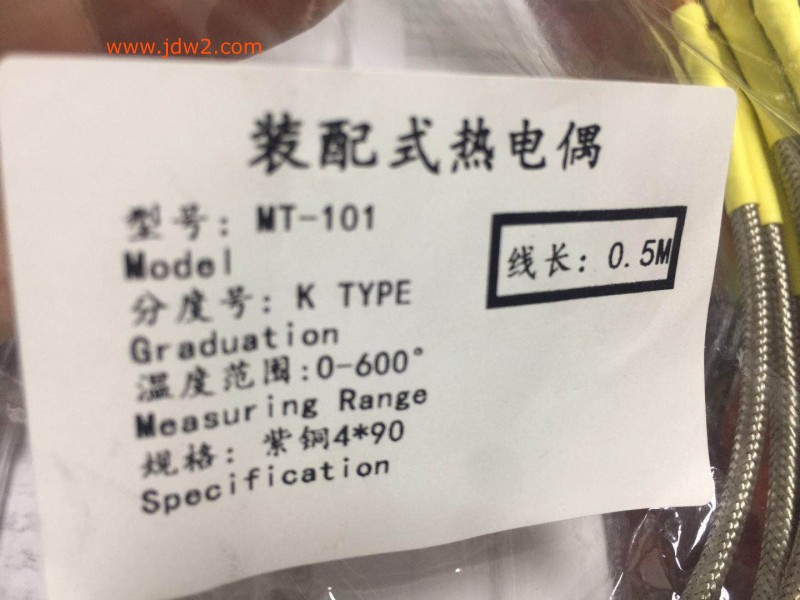 www.jdw2.com
装配式热电偶
型号: MT-101
Model
线长: 0.5M
分度号: K TYPE
Graduation
温度范围:0-600°
Measuring Range
规格: 紫铜4*90
Specification